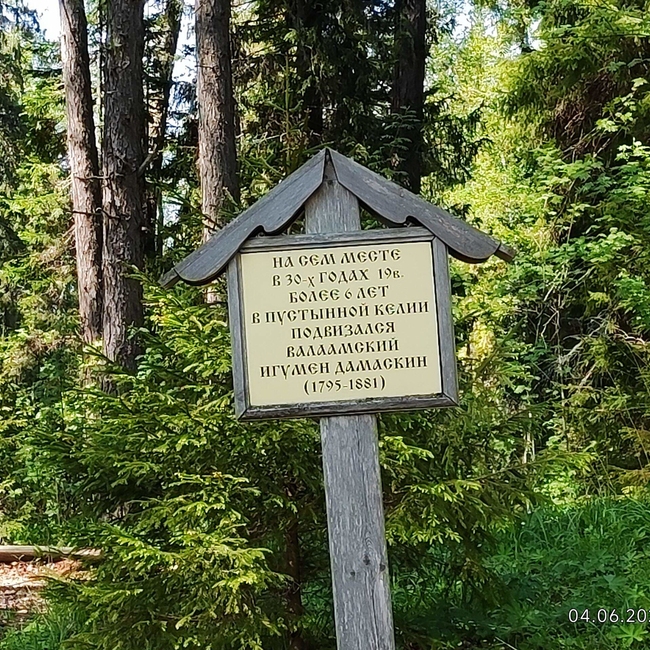 НА СЕМ МЕСТЕ
В 30-Х ГОДАХ 19В.
БОЛЕЕ 6 ЛЕТ
В ПУСТЫННОЙ КЕЛИИ
ПОДВИЗАЛСЯ
ВАЛААМСКИЙ
ИГУМЕН ДАМАСКИН
(1795-1881)